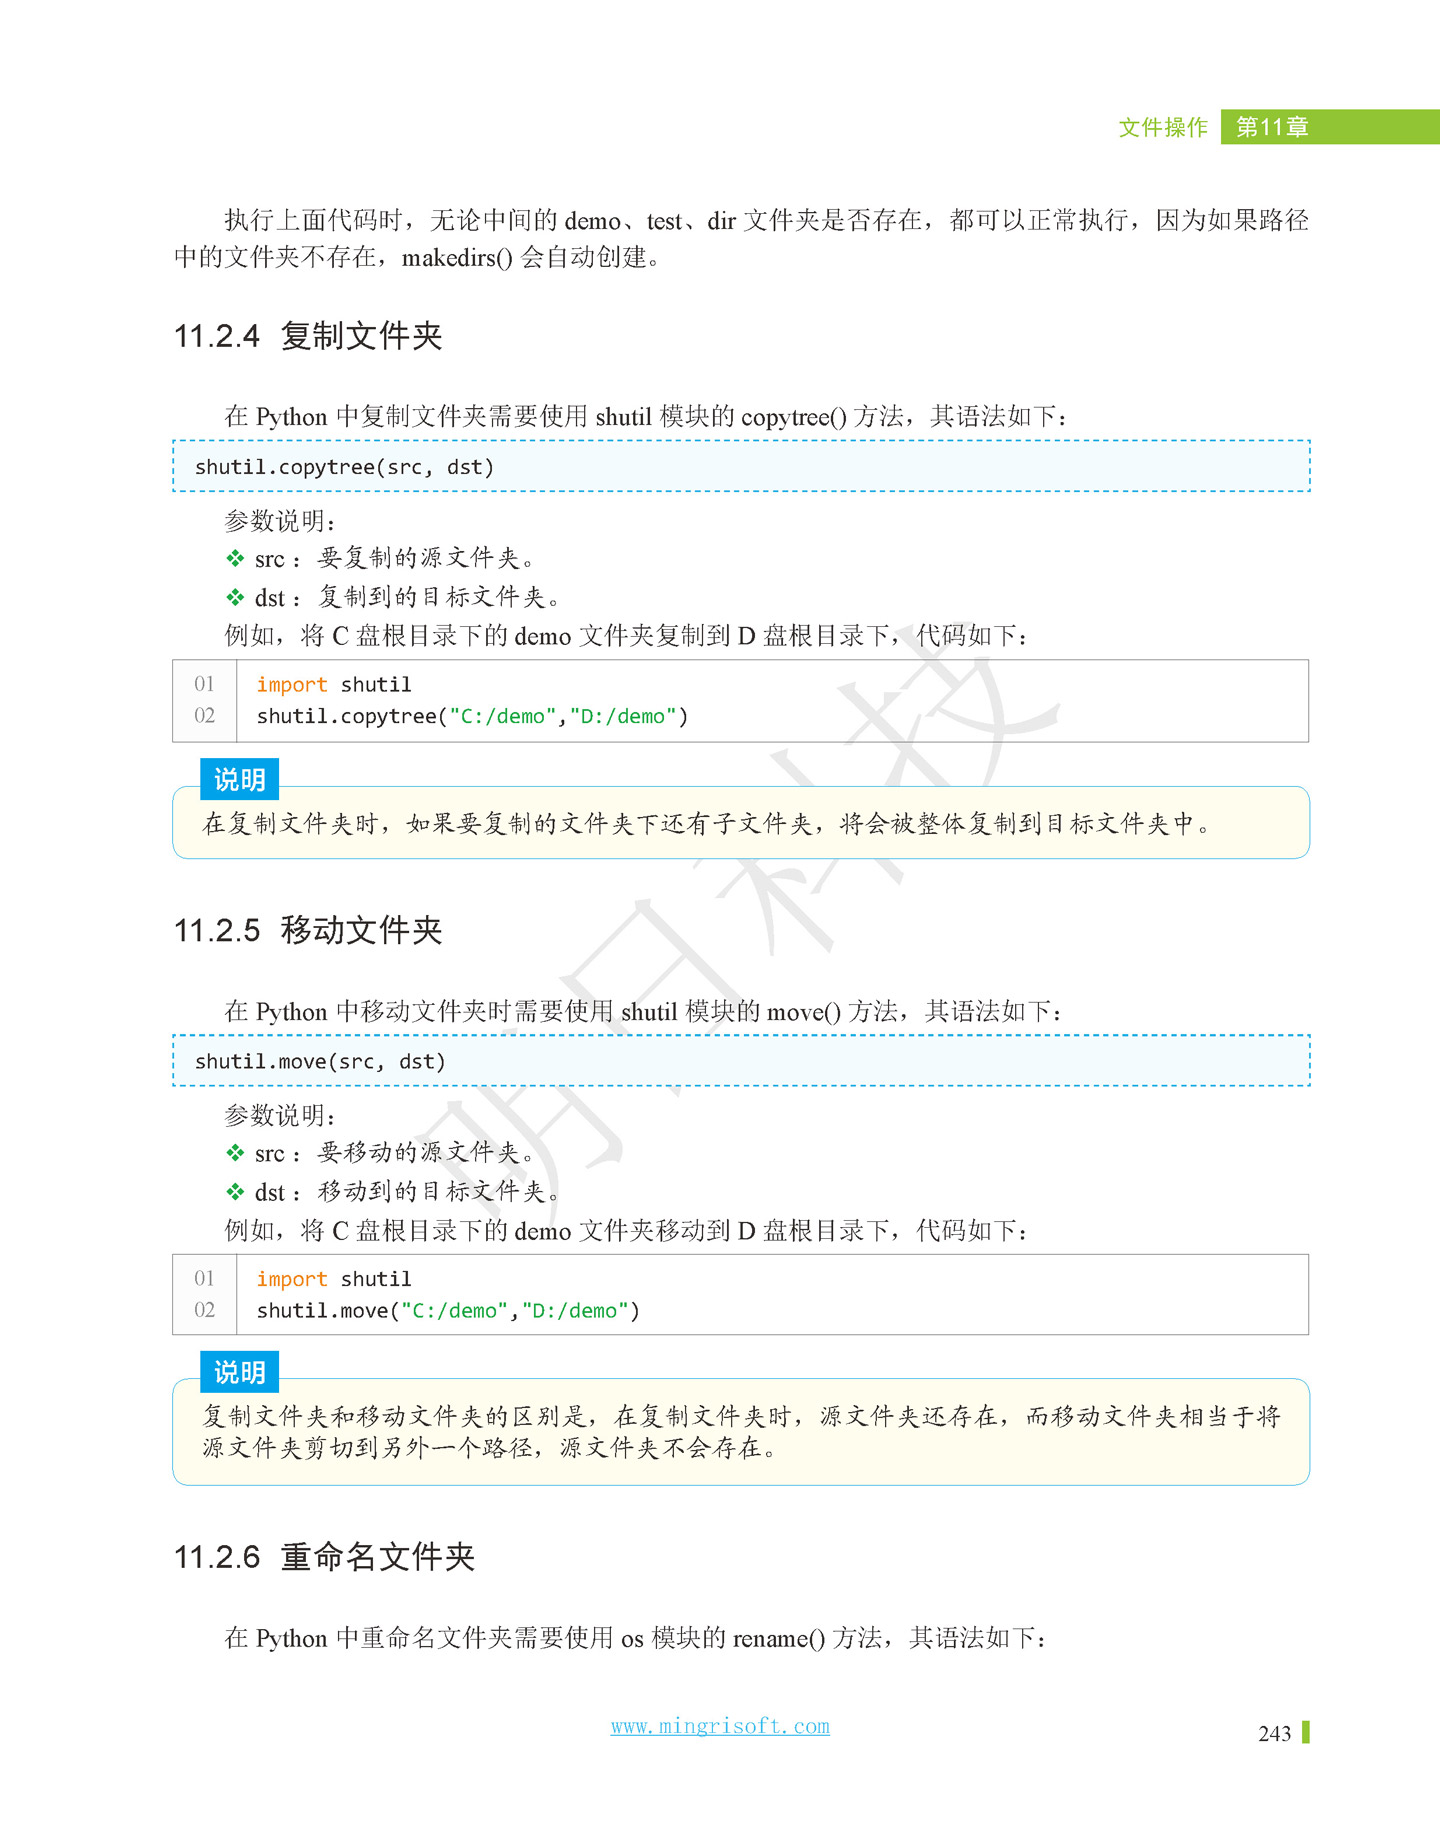 文件操作 第11章
执行上面代码时，无论中间的 demo、test、dir 文件夹是否存在，都可以正常执行，因为如果路径
中的文件夹不存在，makedirs() 会自动创建。
11.2.4 复制文件夹
在 Python 中复制文件夹需要使用 shutil 模块的 copytree() 方法，其语法如下：
shutil.copytree(src, dst)
参数说明：
❖ src：要复制的源文件夹。
❖ dst：复制到的目标文件夹。
例如，将 C 盘根目录下的 demo 文件夹复制到 D 盘根目录下，代码如下：
01 import shutil
02 shutil.copytree("C:/demo","D:/demo")
说明
在复制文件夹时，如果要复制的文件夹下还有子文件夹，将会被整体复制到目标文件夹中。
11.2.5 移动文件夹
在 Python 中移动文件夹时需要使用 shutil 模块的 move() 方法，其语法如下：
shutil.move(src, dst)
参数说明：
❖ src：要移动的源文件夹。
❖ dst：移动到的目标文件夹。
例如，将 C 盘根目录下的 demo 文件夹移动到 D 盘根目录下，代码如下：
01 import shutil
02 shutil.move("C:/demo","D:/demo")
说明
复制文件夹和移动文件夹的区别是，在复制文件夹时，源文件夹还存在，而移动文件夹相当于将
源文件夹剪切到另外一个路径，源文件夹不会存在。
11.2.6 重命名文件夹
在 Python 中重命名文件夹需要使用 os 模块的 rename() 方法，其语法如下：
www.mingrisoft.com
243
明日科技